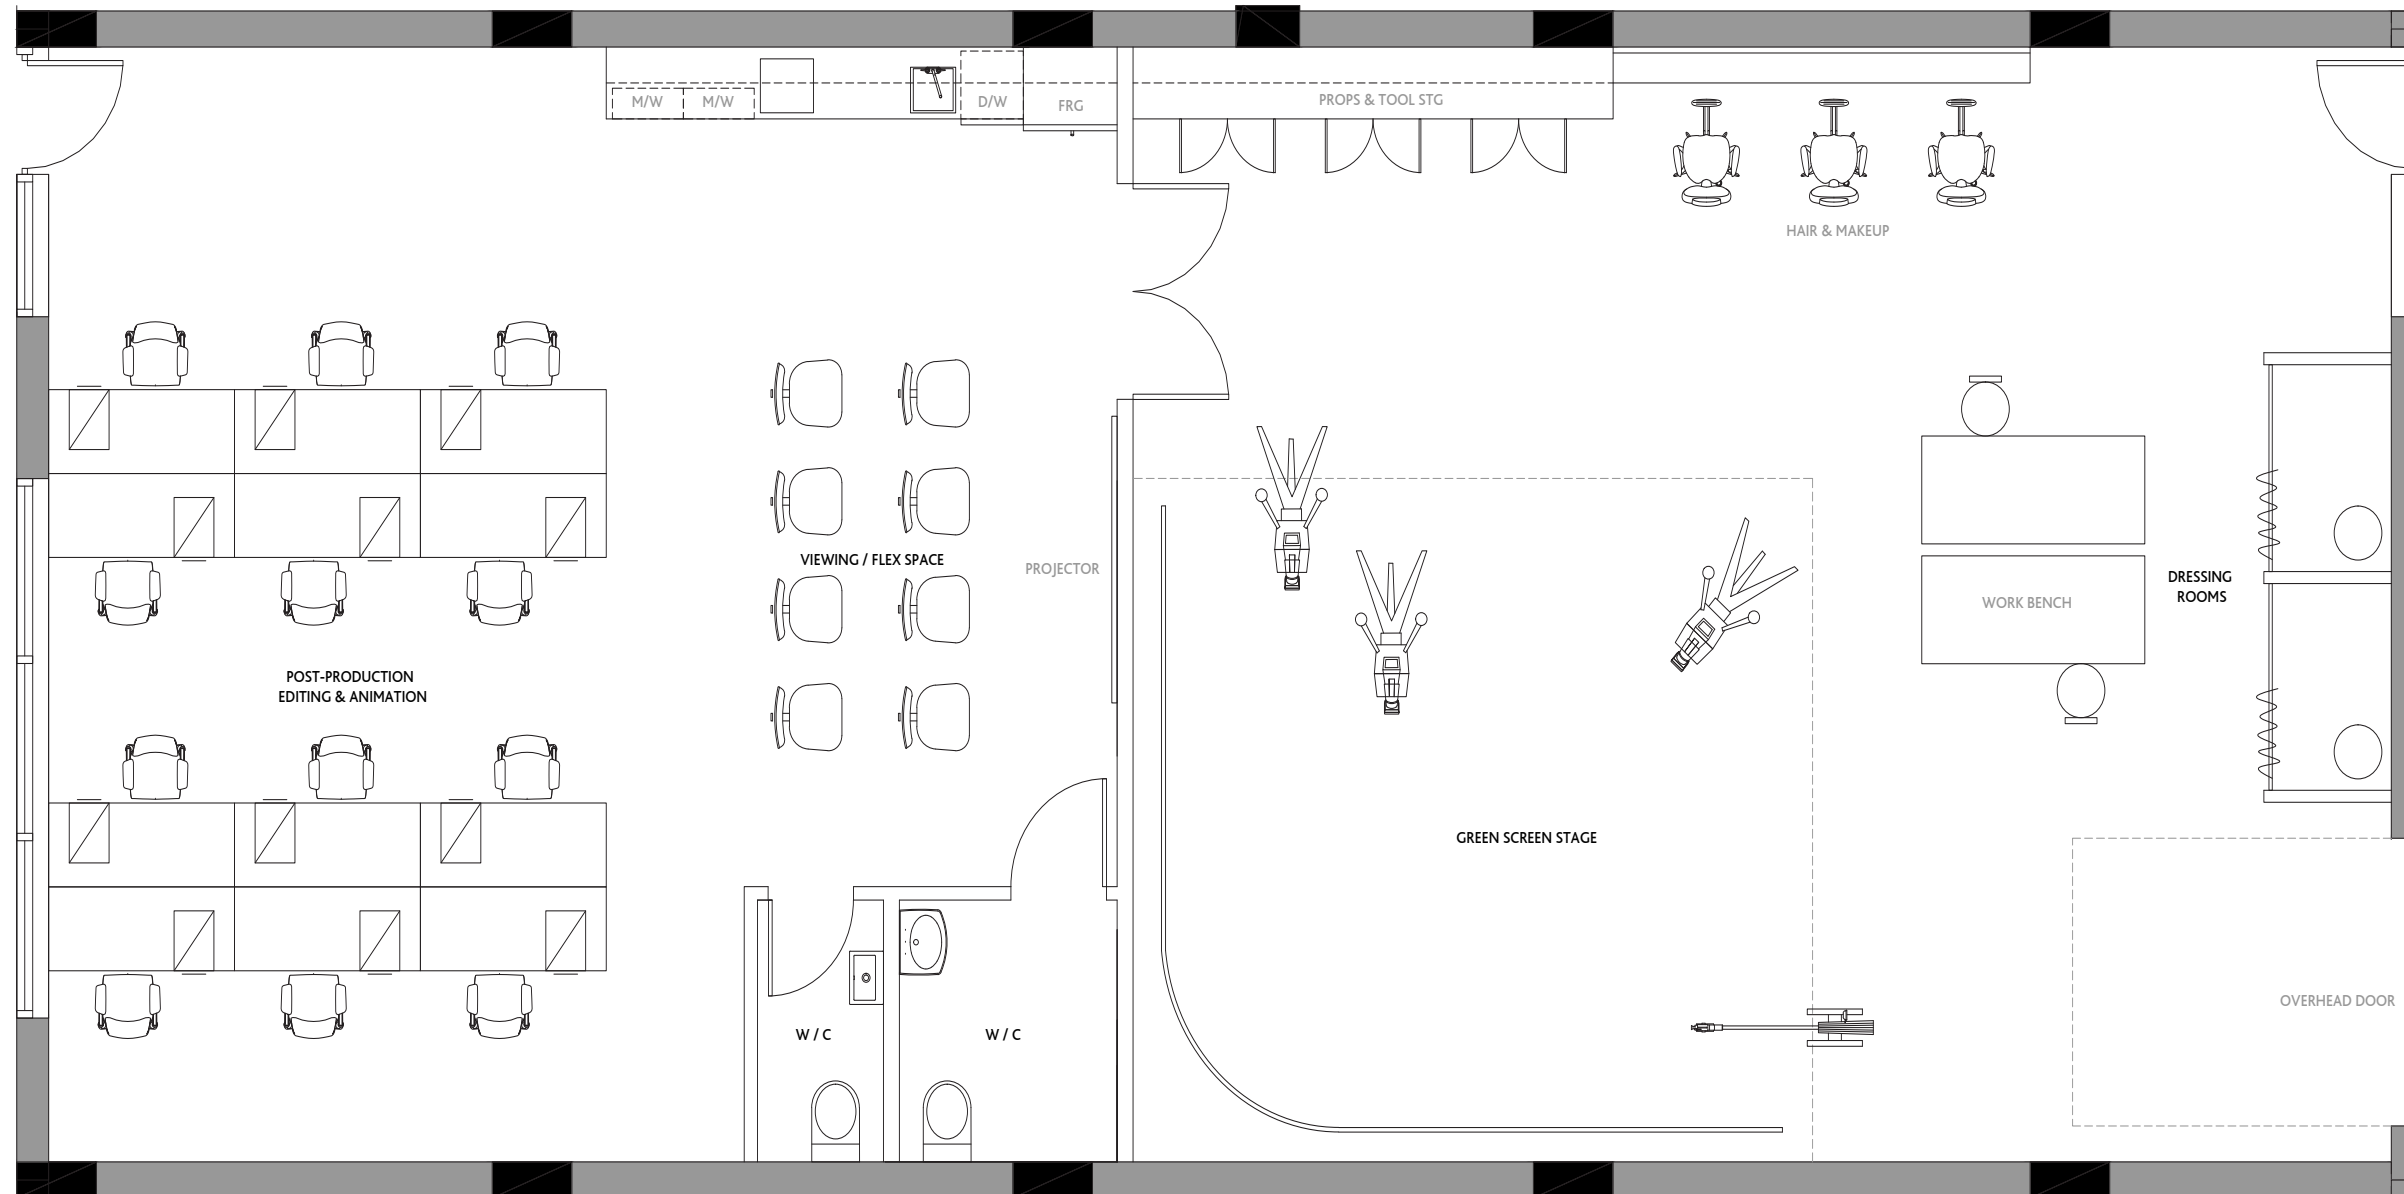 M/W
M/W
D/W
FRG
PROPS & TOOL STG
HAIR & MAKEUP
VIEWING / FLEX SPACE
PROJECTOR
DRESSING
ROOMS
WORK BENCH
POST-PRODUCTION
EDITING & ANIMATION
GREEN SCREEN STAGE
OVERHEAD DOOR
W / C
W / C